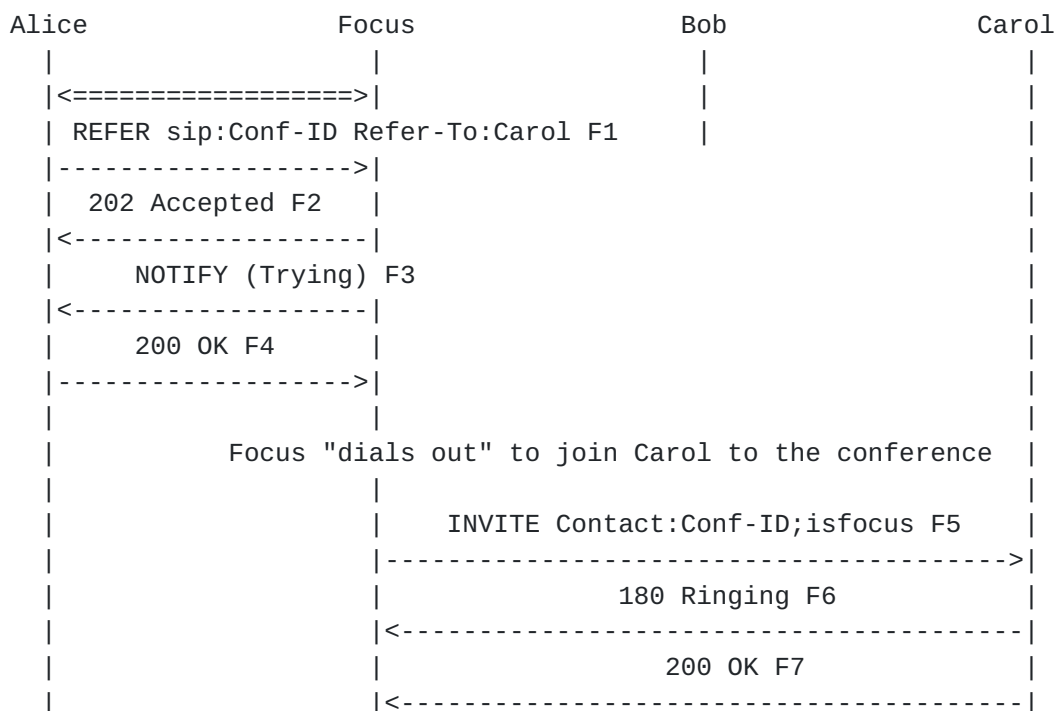 Alice Focus Bob Carol
| | | |
|<==================>| | |
| REFER sip:Conf-ID Refer-To:Carol F1 | |
|------------------->| |
| 202 Accepted F2 | |
|<-------------------| |
| NOTIFY (Trying) F3 |
|<-------------------| |
| 200 OK F4 | |
|------------------->| |
| | |
| Focus "dials out" to join Carol to the conference |
| | |
| | INVITE Contact:Conf-ID;isfocus F5 |
| |---------------------------------------->|
| | 180 Ringing F6 |
| |<----------------------------------------|
| | 200 OK F7 |
| |<----------------------------------------|